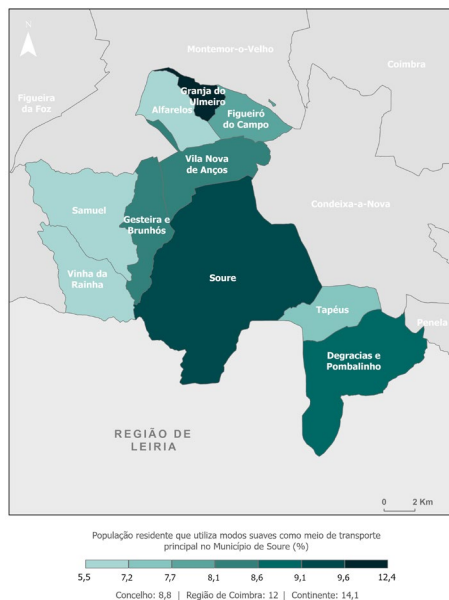 N
Montemor-o-Velho
Coimbra
Figueira
da Foz
Granja do
Ulmeiro
Alfarelos
Figueiró
do Campo
Vila Nova
de Anços
Samuel
Gesteira e
Brunhós
Condeixa-a-Nova
Vinha da
Rainha
Soure
Tapéus
Penela
Degracias e
Pombalinho
REGIÃO DE
LEIRIA
0 2 Km
População residente que utiliza modos suaves como meio de transporte
principal no Município de Soure (%)
5,5 7,2 7,7 8,1 8,6 9,1 9,6 12,4
Concelho: 8,8 | Região de Coimbra: 12 | Continente: 14,1